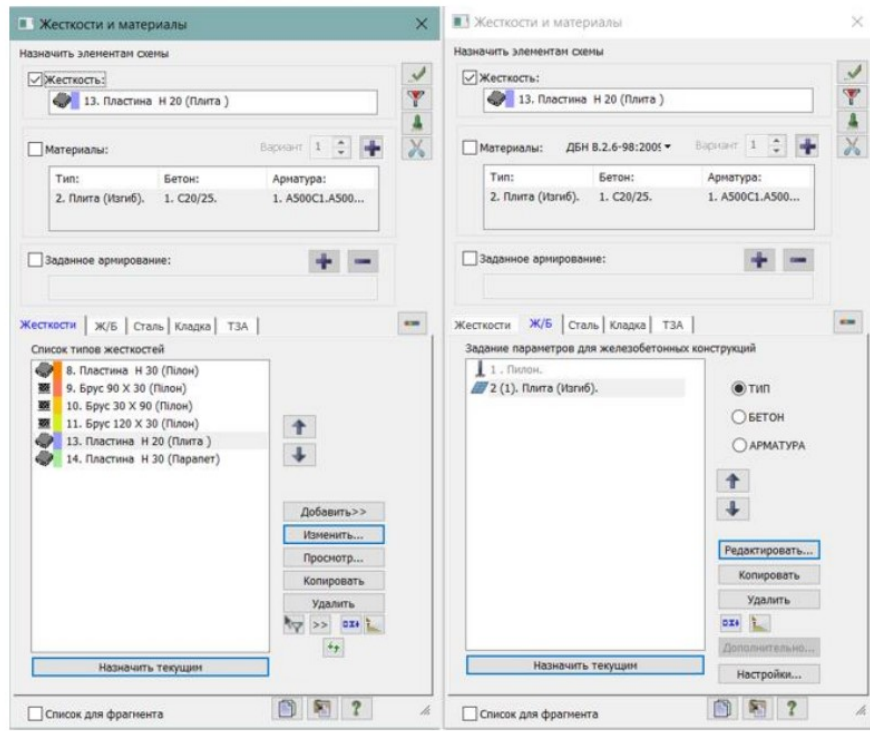 Жесткости и материалы
Назначить элементам схемы
Жесткость:
13. Пластина H 20 (Плита )
Материалы:
Вариант 1
Тип: Бетон: Арматура:
2. Плита (Изгиб). 1. C20/25. 1. A500C1.A500...
Заданное армирование:
Жесткости Ж/Б Сталь Кладка ТЗА
Список типов жесткостей
8. Пластина H 30 (Пілон)
9. Брус 90 X 30 (Пілон)
10. Брус 30 X 90 (Пілон)
11. Брус 120 X 30 (Пілон)
13. Пластина H 20 (Плита )
14. Пластина H 30 (Парапет)
Добавить>>
Изменить...
Просмотр...
Копировать
Удалить
>>
Назначить текущим
Список для фрагмента
?
Жесткости и материалы
Назначить элементам схемы
Жесткость:
13. Пластина H 20 (Плита )
Материалы: ДБН В.2.6-98:2009 Вариант 1
Тип: Бетон: Арматура:
2. Плита (Изгиб). 1. C20/25. 1. A500C1.A500...
Заданное армирование:
Жесткости Ж/Б Сталь Кладка ТЗА
Задание параметров для железобетонных конструкций
1 . Пилон.
2 (1). Плита (Изгиб).
ТИП
БЕТОН
АРМАТУРА
Редактировать...
Копировать
Удалить
Дополнительно...
Настройки...
Назначить текущим
Список для фрагмента
?